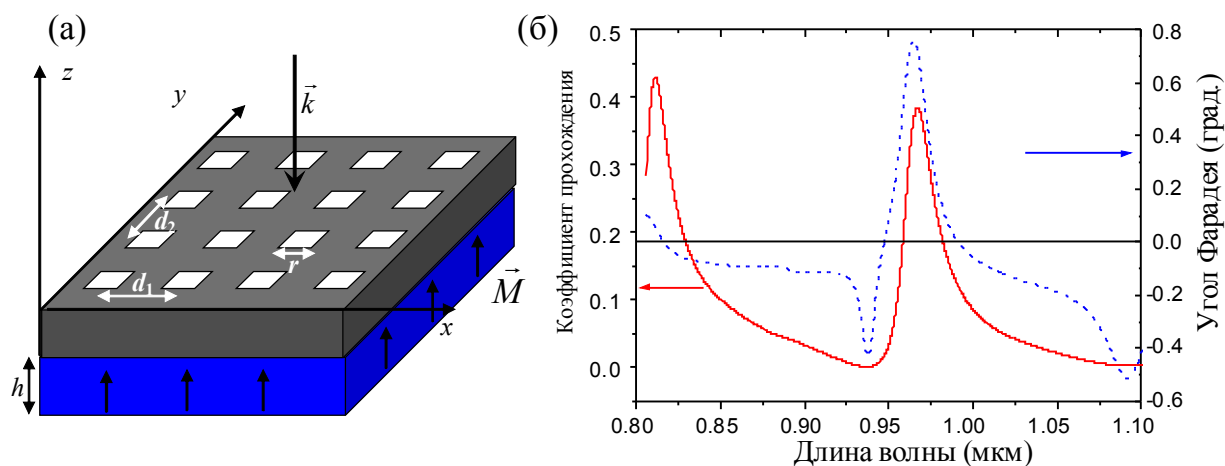 (а)
z
y
k⃗
d₂
r
d₁
M⃗
x
h
(б)
Коэффициент прохождения
0.5
0.4
0.3
0.2
0.1
0.0
0.80 0.85 0.90 0.95 1.00 1.05 1.10
Длина волны (мкм)
0.8
0.6
0.4
0.2
0.0
-0.2
-0.4
-0.6
Угол Фарадея (град.)